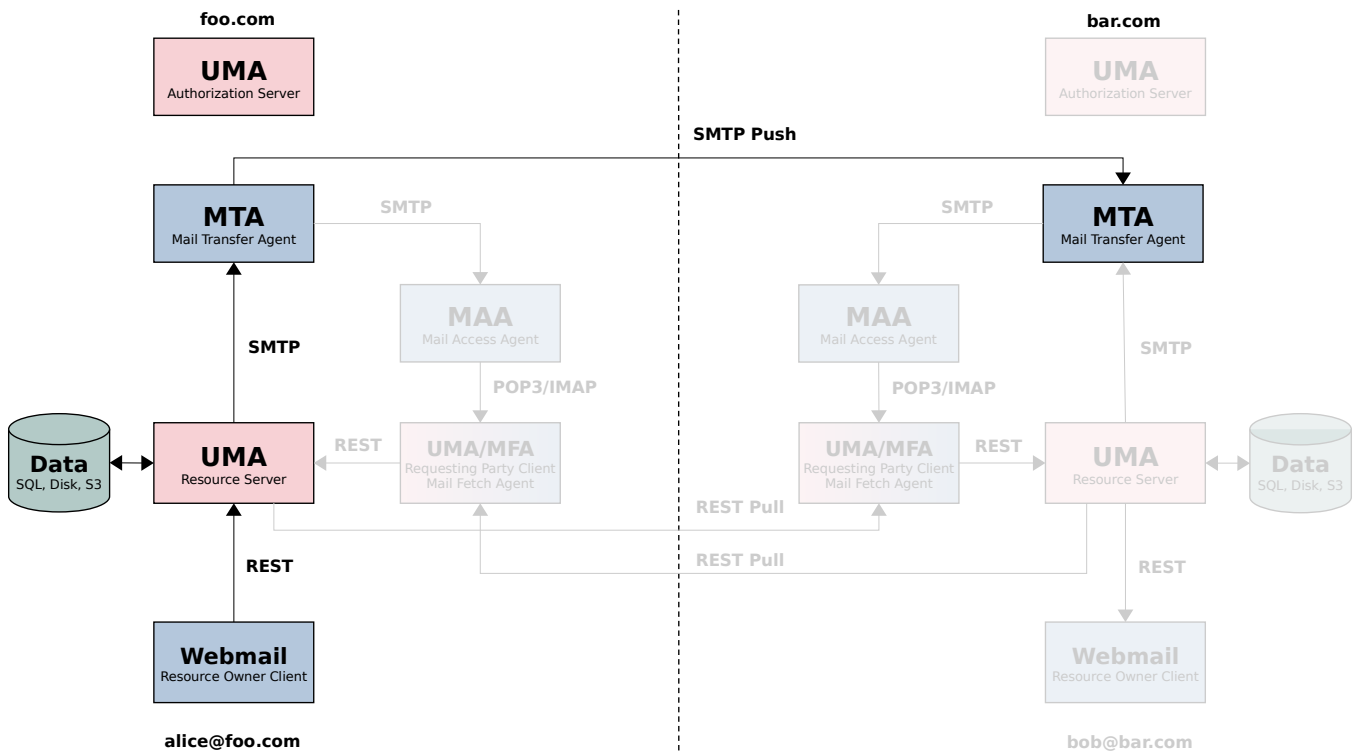 foo.com
bar.com
UMA
Authorization Server
UMA
Authorization Server
SMTP Push
MTA
Mail Transfer Agent
SMTP
SMTP
MTA
Mail Transfer Agent
MAA
Mail Access Agent
MAA
Mail Access Agent
SMTP
SMTP
POP3/IMAP
POP3/IMAP
Data
SQL, Disk, S3
UMA
Resource Server
REST
UMA/MFA
Requesting Party Client
Mail Fetch Agent
UMA/MFA
Requesting Party Client
Mail Fetch Agent
REST
UMA
Resource Server
Data
SQL, Disk, S3
REST Pull
REST Pull
REST
REST
Webmail
Resource Owner Client
Webmail
Resource Owner Client
alice@foo.com
bob@bar.com